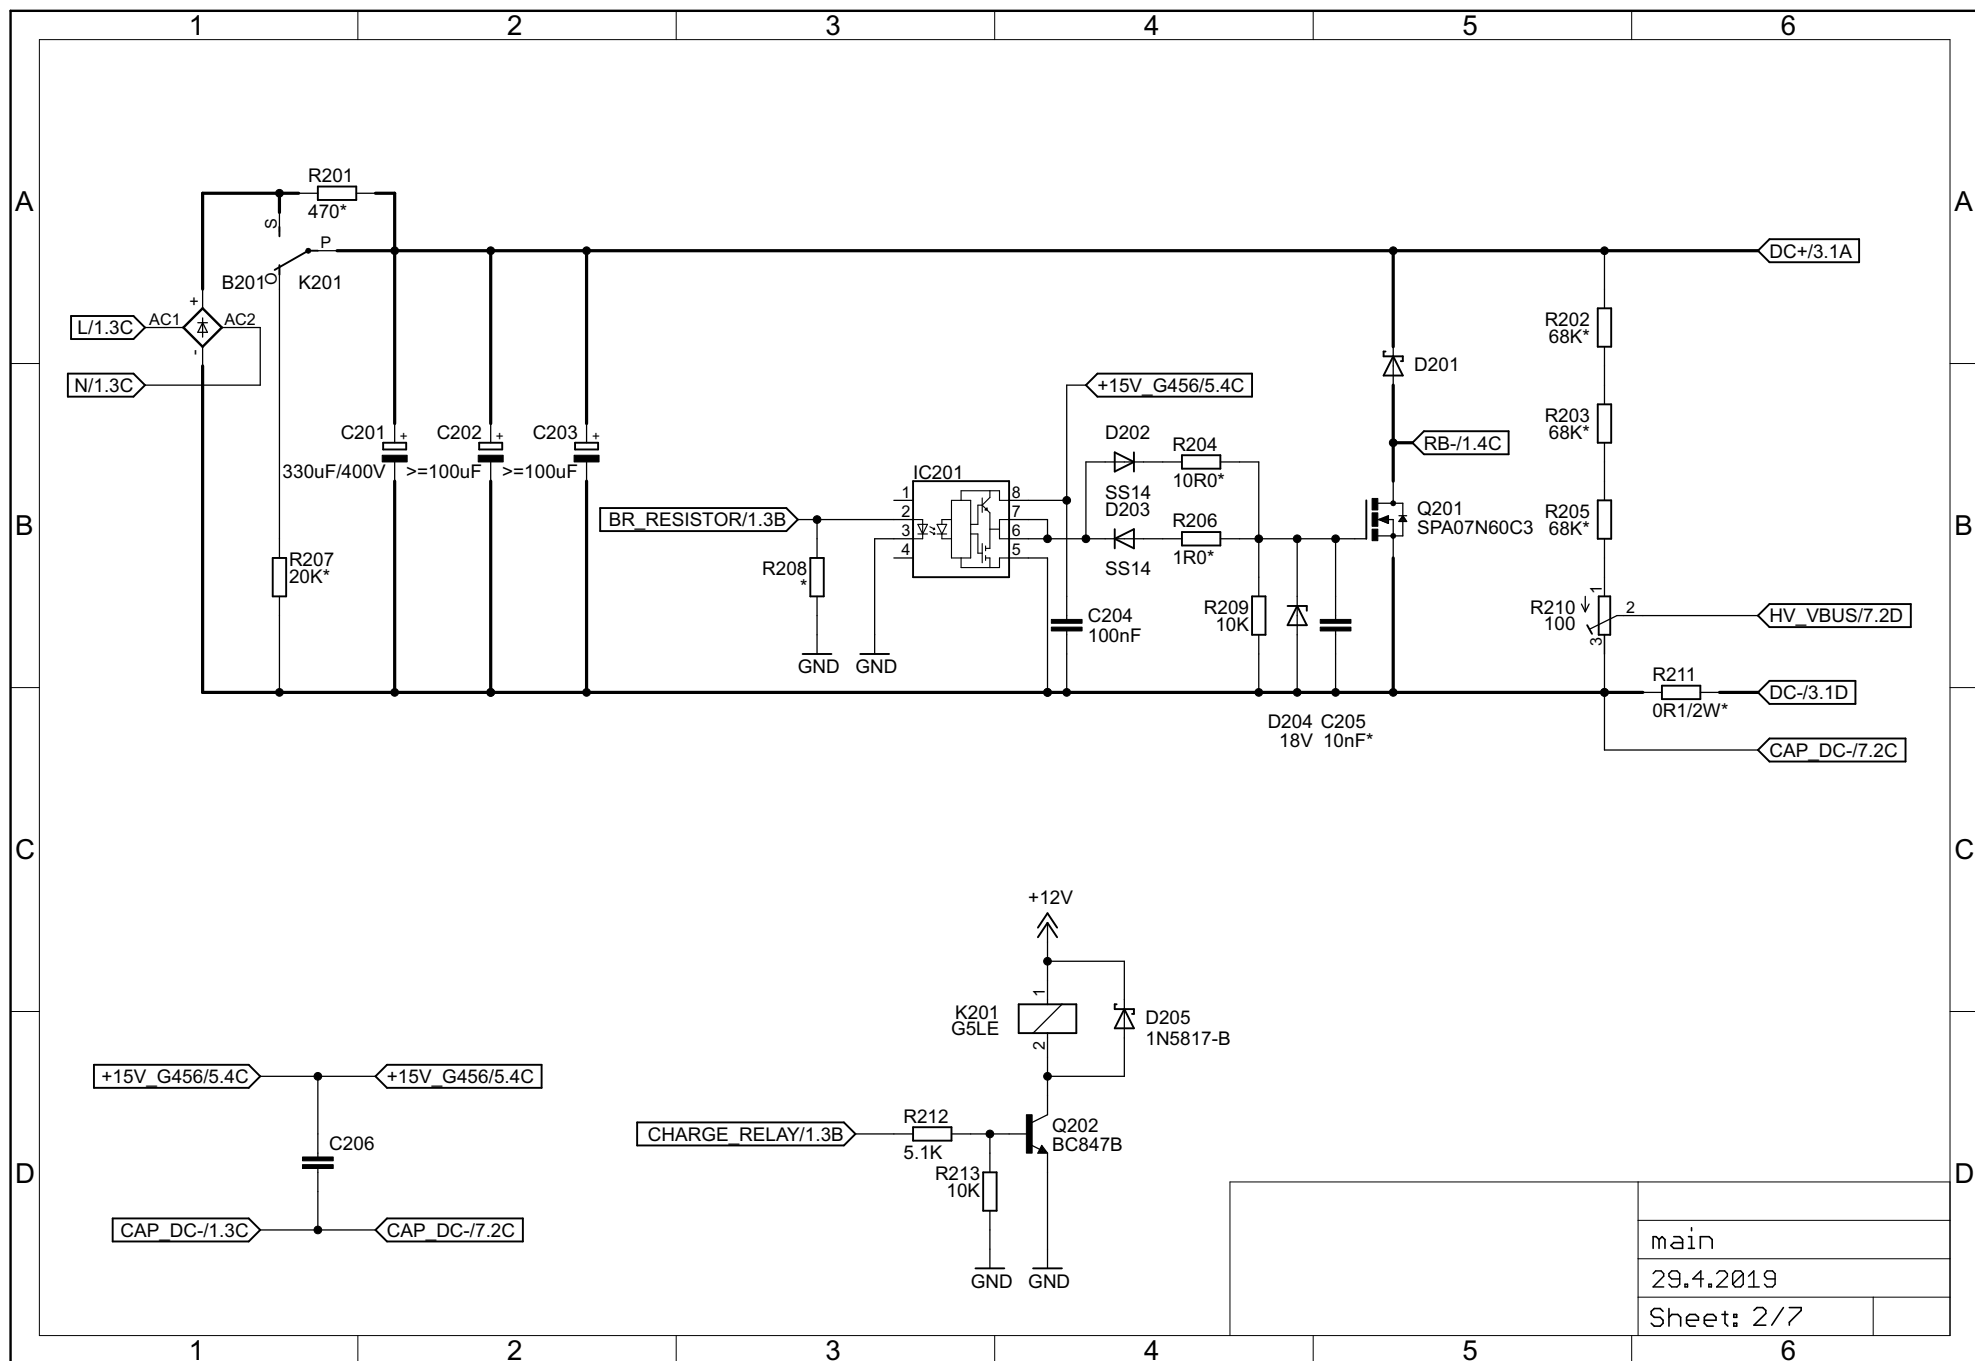 1 2 3 4 5 6
A A
R201
470*
S
P
B201 O K201
DC+/3.1A
+
L/1.3C AC1 AC2
-
N/1.3C
R202
68K*
D201
+15V_G456/5.4C
R203
68K*
C201 + C202 + C203 +
330uF/400V >=100uF >=100uF
D202 R204
RB-/1.4C
SS14 10R0*
IC201
1 8
2 7
3 6
4 5
B B
BR_RESISTOR/1.3B
D203 R206
SS14 1R0*
Q201
SPA07N60C3
R205
68K*
R207
20K*
R208
*
C204
100nF
R209
10K
R210
100
1
2
3
HV_VBUS/7.2D
GND GND
R211
0R1/2W*
DC-/3.1D
D204 C205
18V 10nF*
CAP_DC-/7.2C
C C
+12V
1
K201
G5LE
2
D205
1N5817-B
+15V_G456/5.4C +15V_G456/5.4C
C206
CHARGE_RELAY/1.3B
R212
5.1K
Q202
BC847B
R213
10K
D D
CAP_DC-/1.3C CAP_DC-/7.2C
GND GND
main
29.4.2019
Sheet: 2/7
1 2 3 4 5 6